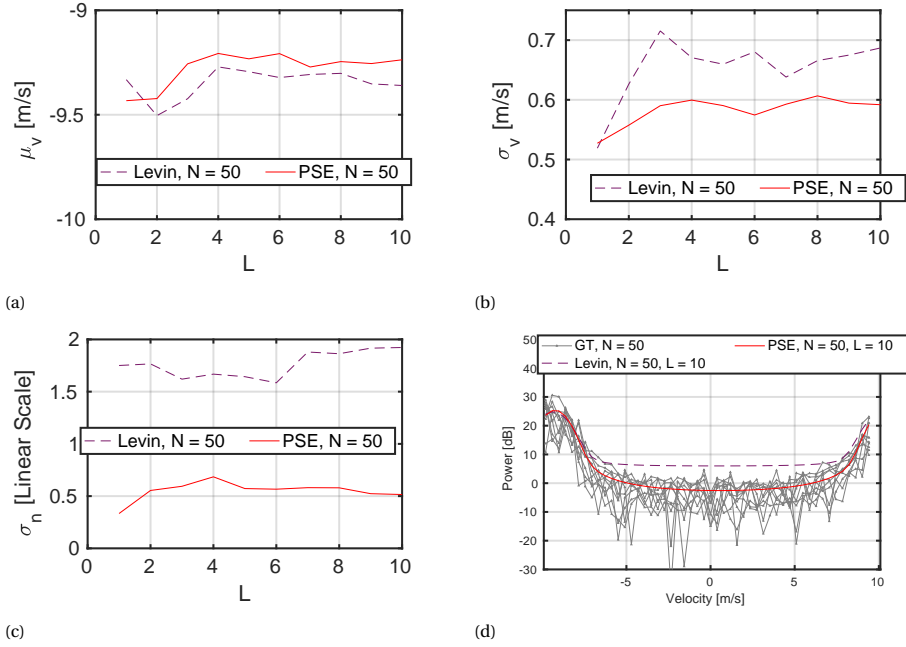 -9
-9.5
-10
μv [m/s]
Levin, N = 50 PSE, N = 50
0 2 4 6 8 10
L
(a)
0.7
0.6
0.5
0.4
σv [m/s]
Levin, N = 50 PSE, N = 50
0 2 4 6 8 10
L
(b)
2
1.5
1
0.5
0
σn [Linear Scale]
Levin, N = 50 PSE, N = 50
0 2 4 6 8 10
L
(c)
50
40
30
20
10
0
-10
-20
-30
Power [dB]
GT, N = 50 PSE, N = 50, L = 10
Levin, N = 50, L = 10
-5 0 5 10
Velocity [m/s]
(d)